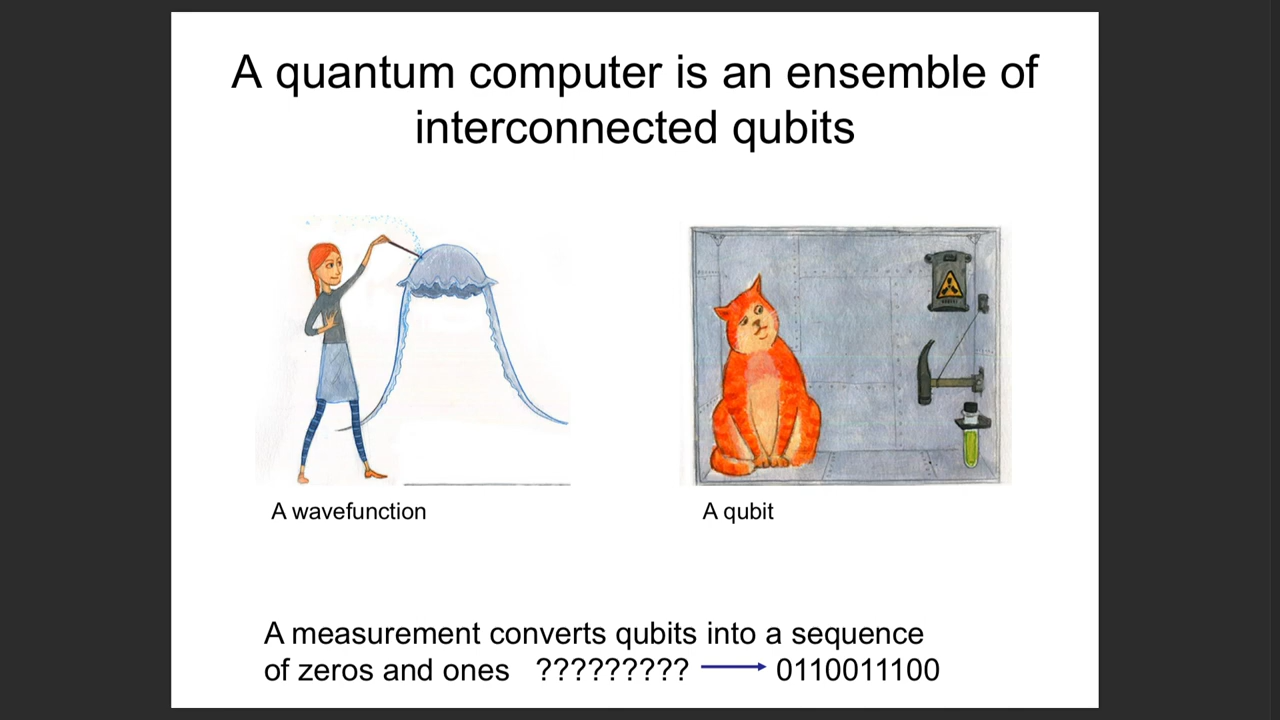 A quantum computer is an ensemble of
interconnected qubits
A wavefunction
A qubit
A measurement converts qubits into a sequence
of zeros and ones ????????? 0110011100